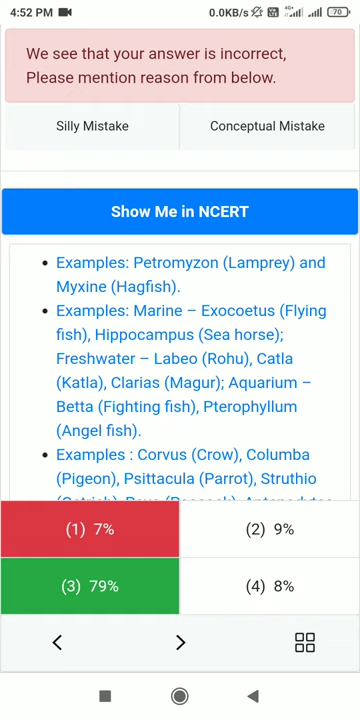 4:52 PM 0.0KB/s 4G+ 70
We see that your answer is incorrect,
Please mention reason from below.
Silly Mistake Conceptual Mistake
Show Me in NCERT
Examples: Petromyzon (Lamprey) and
Myxine (Hagfish).
Examples: Marine – Exocoetus (Flying
fish), Hippocampus (Sea horse);
Freshwater – Labeo (Rohu), Catla
(Katla), Clarias (Magur); Aquarium –
Betta (Fighting fish), Pterophyllum
(Angel fish).
Examples : Corvus (Crow), Columba
(Pigeon), Psittacula (Parrot), Struthio
(1) 7% (2) 9%
(3) 79% (4) 8%